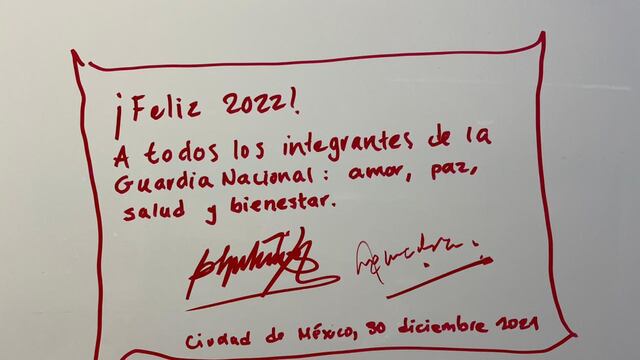 ¡Feliz 2022!
A todos los integrantes de la
Guardia Nacional: amor, paz,
salud y bienestar.
Ciudad de México, 30 diciembre 2021